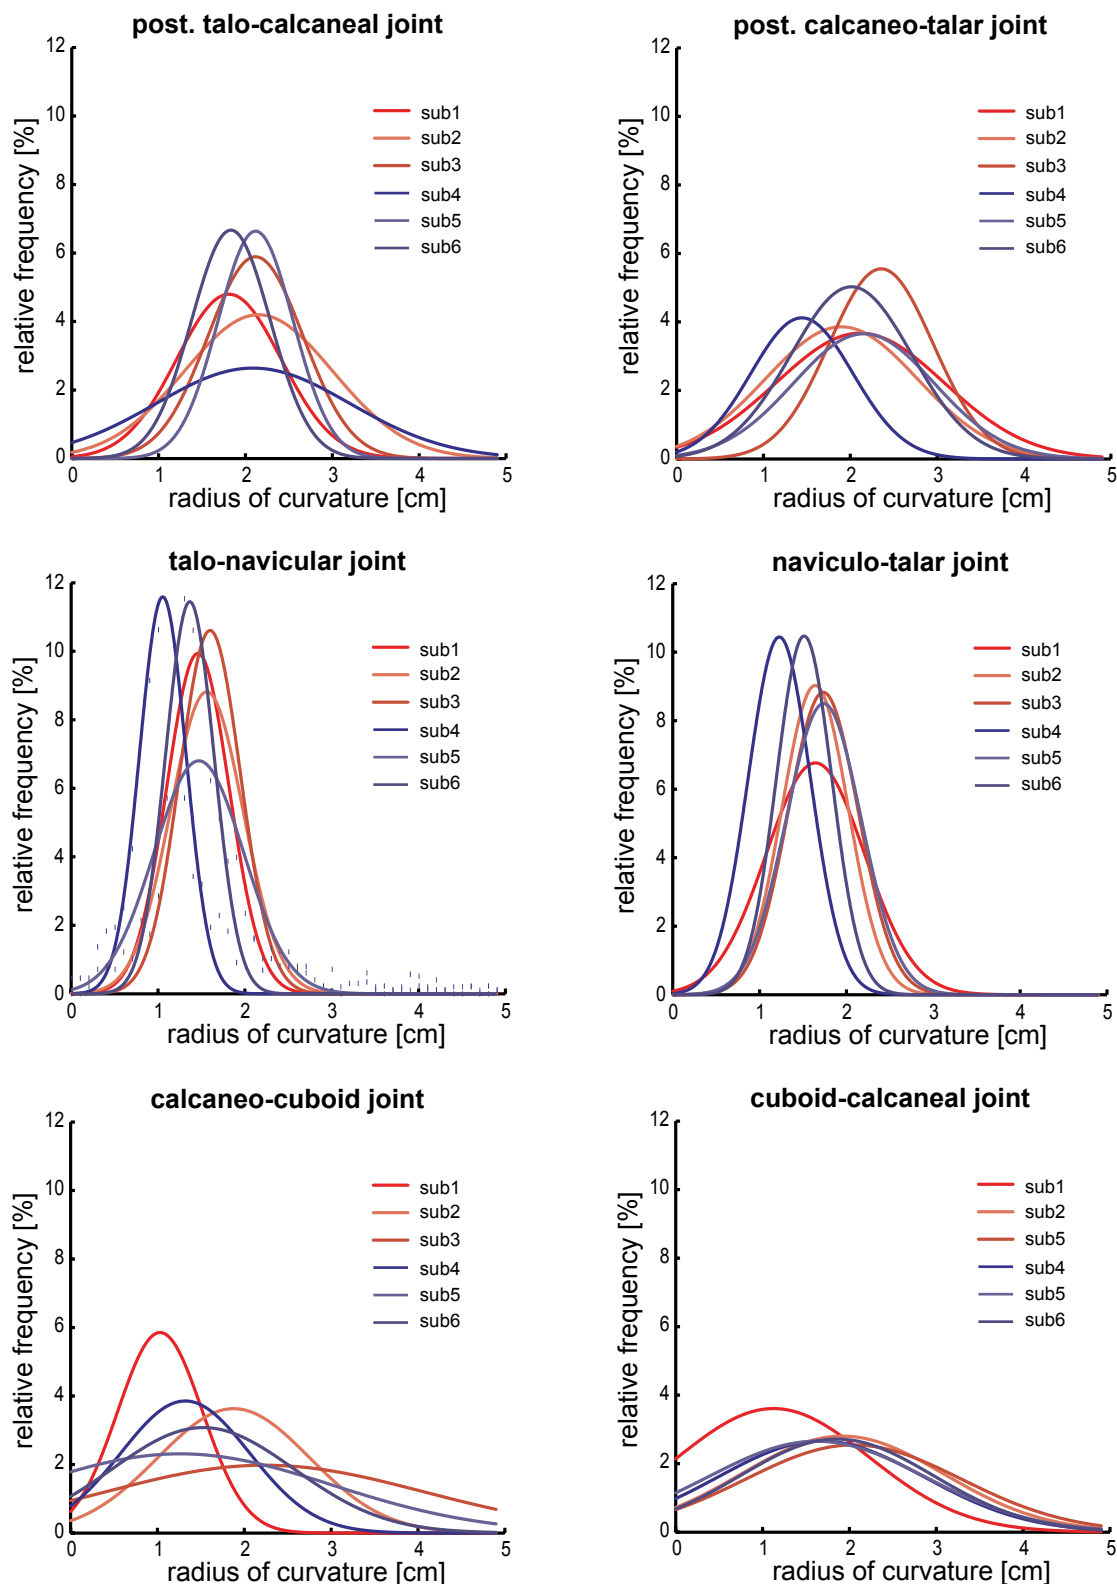 post. talo-calcaneal joint
12
10
8
6
4
2
0
relative frequency [%]
sub1
sub2
sub3
sub4
sub5
sub6
0 1 2 3 4 5
radius of curvature [cm]
post. calcaneo-talar joint
12
10
8
6
4
2
0
relative frequency [%]
sub1
sub2
sub3
sub4
sub5
sub6
0 1 2 3 4 5
radius of curvature [cm]
talo-navicular joint
12
10
8
6
4
2
0
relative frequency [%]
sub1
sub2
sub3
sub4
sub5
sub6
0 1 2 3 4 5
radius of curvature [cm]
naviculo-talar joint
12
10
8
6
4
2
0
relative frequency [%]
sub1
sub2
sub3
sub4
sub5
sub6
0 1 2 3 4 5
radius of curvature [cm]
calcaneo-cuboid joint
12
10
8
6
4
2
0
relative frequency [%]
sub1
sub2
sub3
sub4
sub5
sub6
0 1 2 3 4 5
radius of curvature [cm]
cuboid-calcaneal joint
12
10
8
6
4
2
0
relative frequency [%]
sub1
sub2
sub5
sub4
sub5
sub6
0 1 2 3 4 5
radius of curvature [cm]